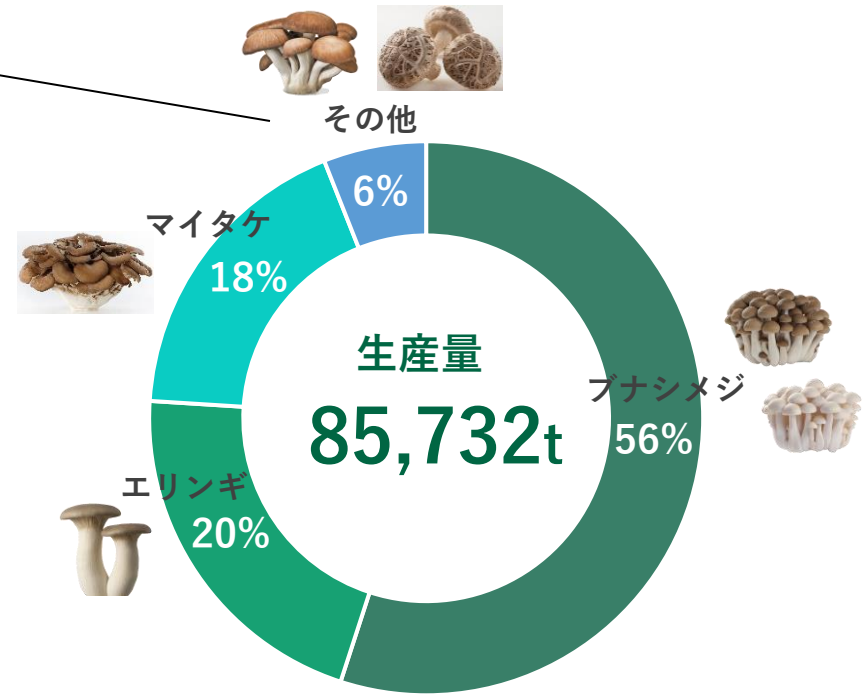 その他
6%
マイタケ
18%
生産量
85,732t
ブナシメジ
56%
エリンギ
20%